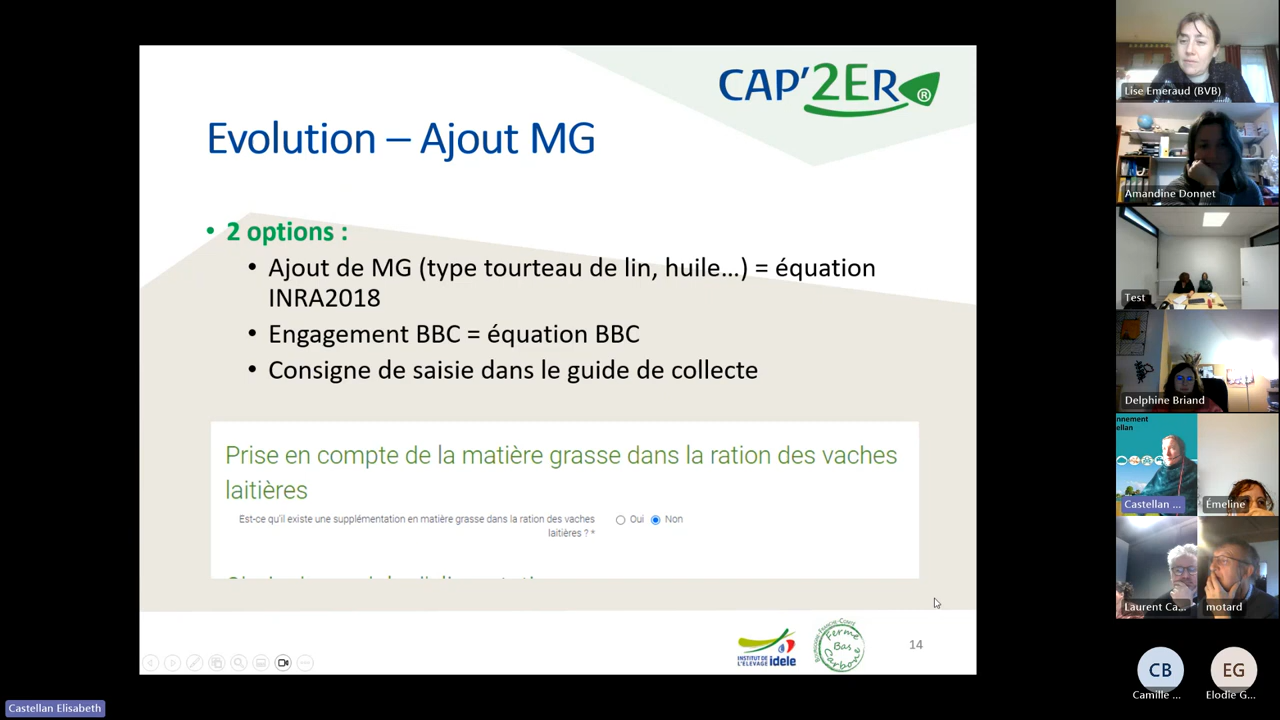 CAP'2ER®
Evolution – Ajout MG
• 2 options :
• Ajout de MG (type tourteau de lin, huile...) = équation
INRA2018
• Engagement BBC = équation BBC
• Consigne de saisie dans le guide de collecte
Prise en compte de la matière grasse dans la ration des vaches
laitières
Est-ce qu'il existe une supplémentation en matière grasse dans la ration des vaches
laitières ? *
Oui
Non
INSTITUT DE
L'ÉLEVAGE idele
Ferme
Bas
Carbone
14
Castellan Elisabeth
Lise Emeraud (BVB)
Amandine Donnet
Test
Delphine Briand
nnement
ellan
Castellan ...
Émeline
Laurent Ca...
motard
CB
Camille ...
EG
Elodie G...